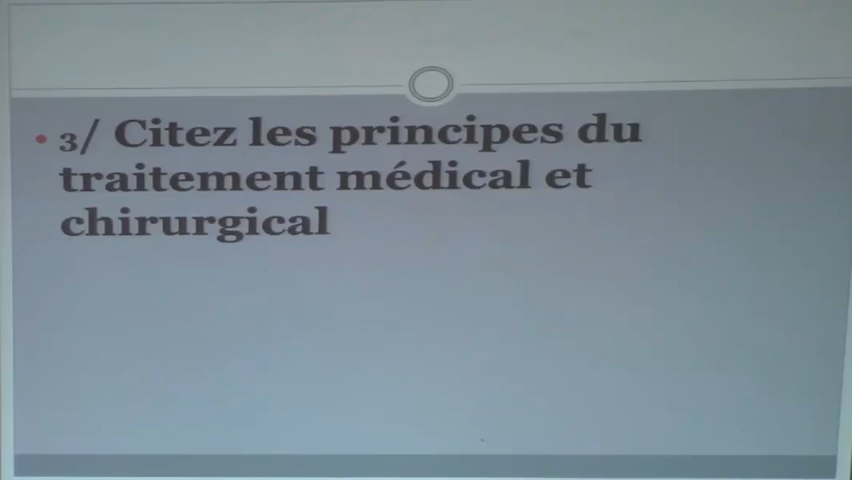 3/ Citez les principes du
traitement médical et
chirurgical